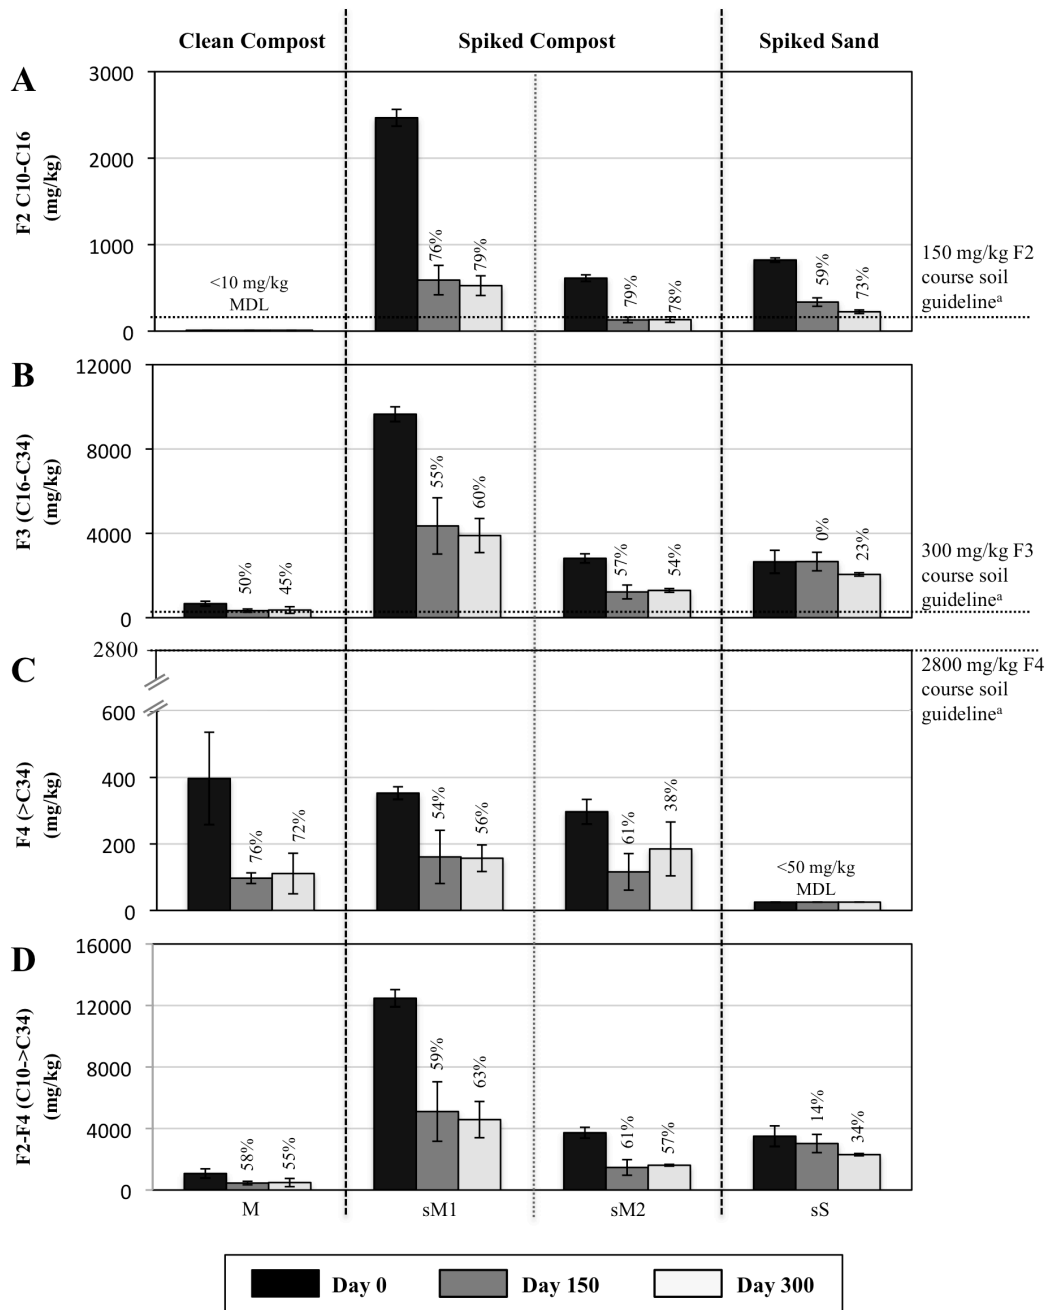 Clean Compost
Spiked Compost
Spiked Sand
A
F2 C10-C16
(mg/kg)
3000
2000
1000
0
<10 mg/kg
MDL
76%
79%
79%
78%
59%
73%
150 mg/kg F2
course soil
guidelineᵃ
B
F3 (C16-C34)
(mg/kg)
12000
8000
4000
0
50%
45%
55%
60%
57%
54%
0%
23%
300 mg/kg F3
course soil
guidelineᵃ
C
F4 (>C34)
(mg/kg)
2800
600
400
200
0
76%
72%
54%
56%
61%
38%
<50 mg/kg
MDL
2800 mg/kg F4
course soil
guidelineᵃ
D
F2-F4 (C10->C34)
(mg/kg)
16000
12000
8000
4000
0
58%
55%
59%
63%
61%
57%
14%
34%
M
sM1
sM2
sS
Day 0
Day 150
Day 300